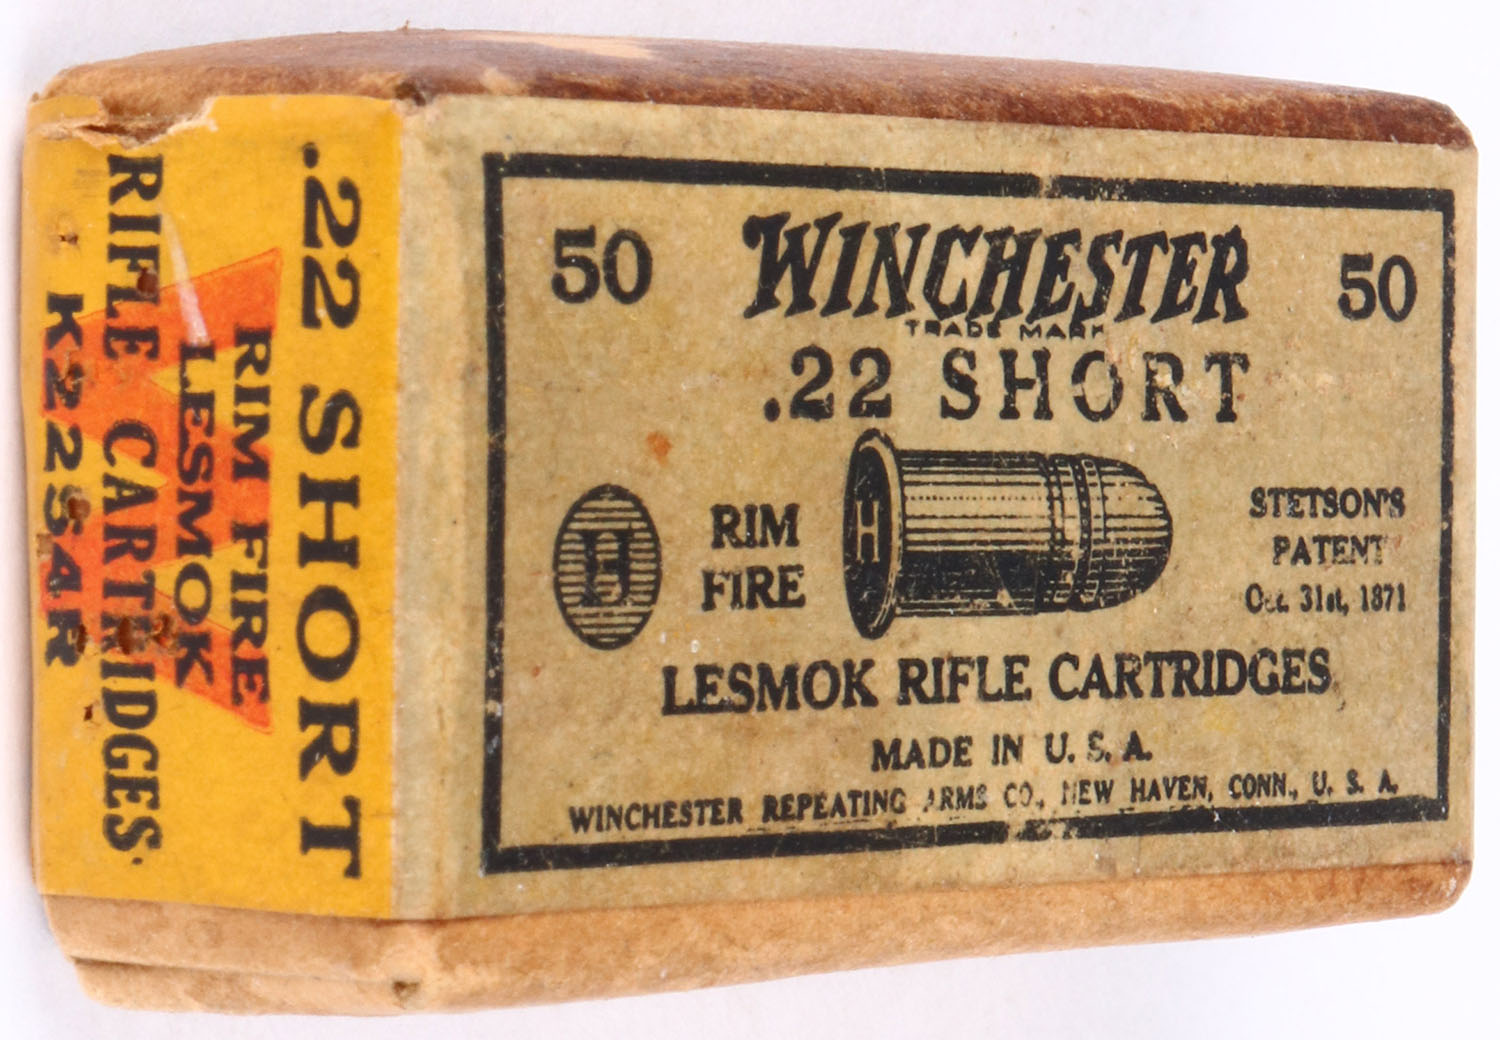 50 WINCHESTER 50
TRADE MARK
.22 SHORT
H
H
RIM
FIRE
STETSON'S
PATENT
Oct. 31st, 1871
LESMOK RIFLE CARTRIDGES
MADE IN U. S. A.
WINCHESTER REPEATING ARMS CO., NEW HAVEN, CONN., U. S. A.
.22 SHORT
RIM FIRE
LESMOK
RIFLE CARTRIDGES.
K22S4R